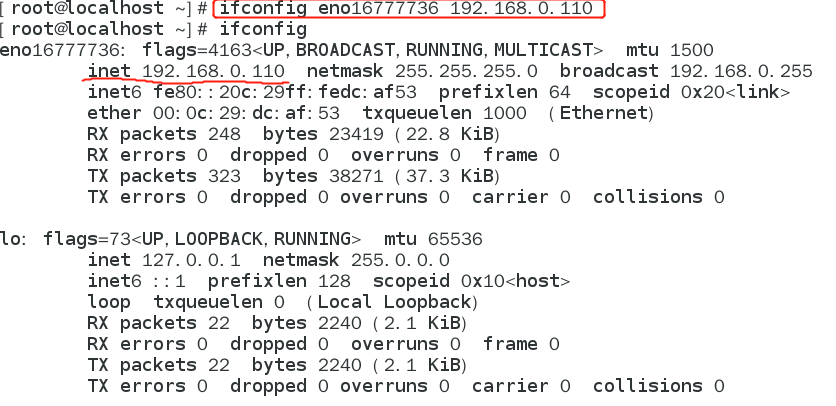 [root@localhost ~]# ifconfig eno16777736 192.168.0.110
[root@localhost ~]# ifconfig
eno16777736: flags=4163<UP,BROADCAST,RUNNING,MULTICAST>  mtu 1500
        inet 192.168.0.110  netmask 255.255.255.0  broadcast 192.168.0.255
        inet6 fe80::20c:29ff:fedc:af53  prefixlen 64  scopeid 0x20<link>
        ether 00:0c:29:dc:af:53  txqueuelen 1000  (Ethernet)
        RX packets 248  bytes 23419 (22.8 KiB)
        RX errors 0  dropped 0  overruns 0  frame 0
        TX packets 323  bytes 38271 (37.3 KiB)
        TX errors 0  dropped 0 overruns 0  carrier 0  collisions 0

lo: flags=73<UP,LOOPBACK,RUNNING>  mtu 65536
        inet 127.0.0.1  netmask 255.0.0.0
        inet6 ::1  prefixlen 128  scopeid 0x10<host>
        loop  txqueuelen 0  (Local Loopback)
        RX packets 22  bytes 2240 (2.1 KiB)
        RX errors 0  dropped 0  overruns 0  frame 0
        TX packets 22  bytes 2240 (2.1 KiB)
        TX errors 0  dropped 0 overruns 0  carrier 0  collisions 0